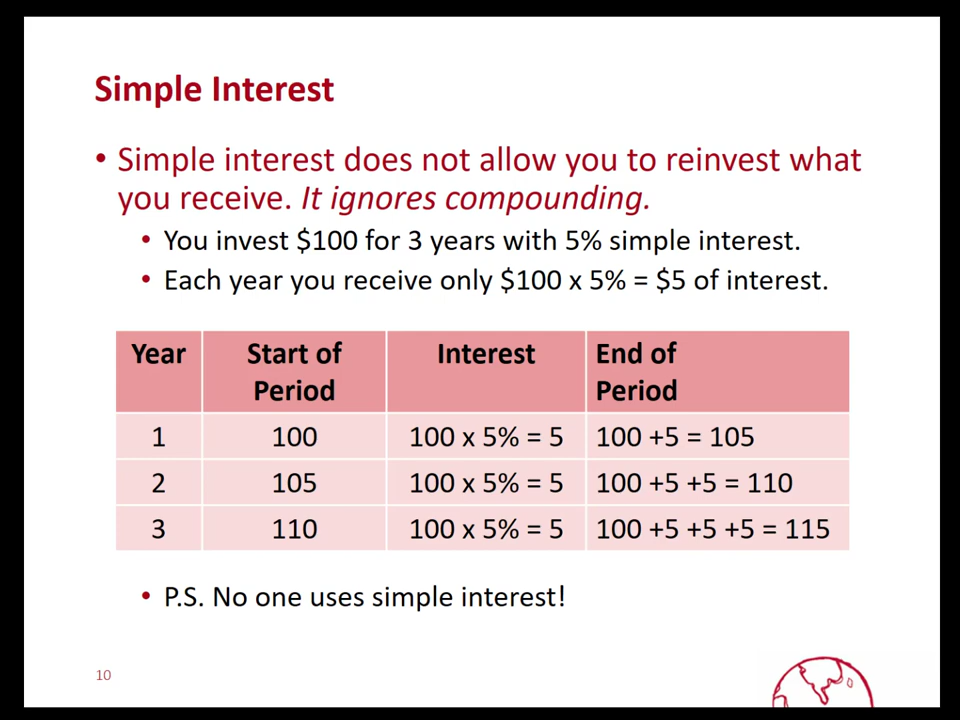 Simple Interest
• Simple interest does not allow you to reinvest what
you receive. It ignores compounding.
• You invest $100 for 3 years with 5% simple interest.
• Each year you receive only $100 x 5% = $5 of interest.
Year Start of Period Interest End of Period
1 100 100 x 5% = 5 100 +5 = 105
2 105 100 x 5% = 5 100 +5 +5 = 110
3 110 100 x 5% = 5 100 +5 +5 +5 = 115
• P.S. No one uses simple interest!
10